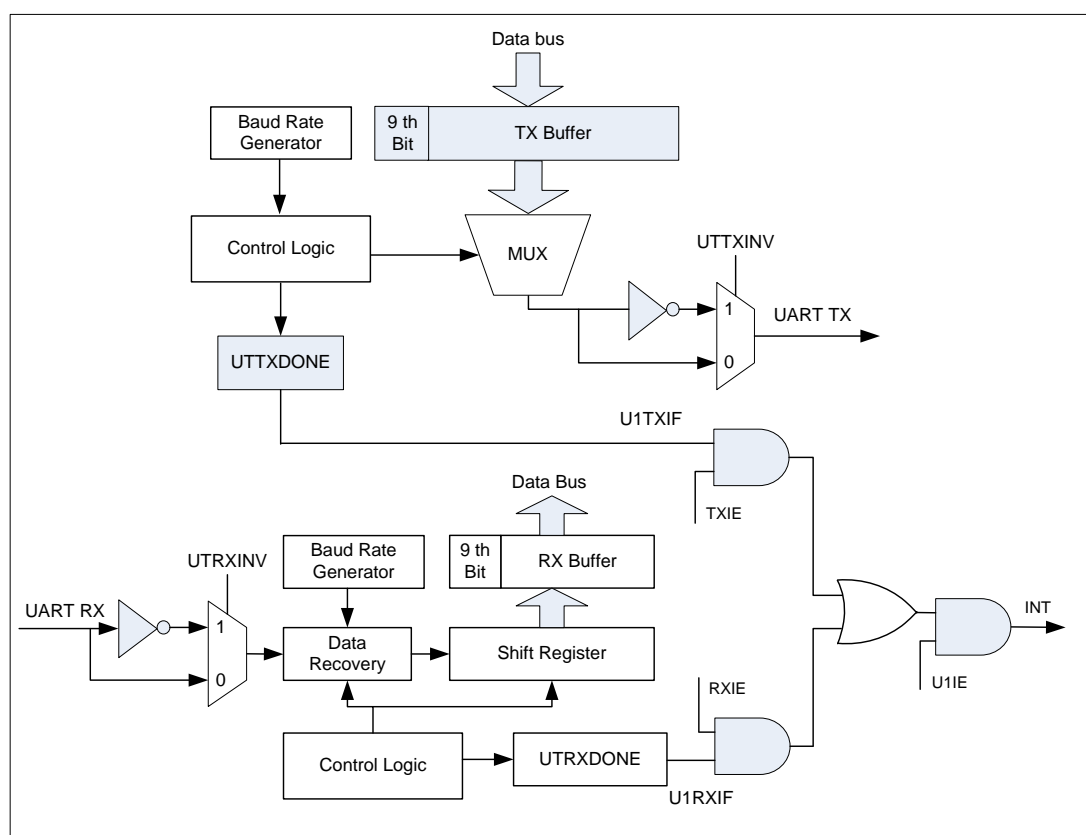 Data bus
Baud Rate
Generator
9 th
Bit
TX Buffer
Control Logic
MUX
UTTXINV
1
UART TX
0
UTTXDONE
U1TXIF
TXIE
Data Bus
UTRXINV
Baud Rate
Generator
9 th
Bit
RX Buffer
UART RX
1
0
Data
Recovery
Shift Register
INT
U1IE
RXIE
Control Logic
UTRXDONE
U1RXIF